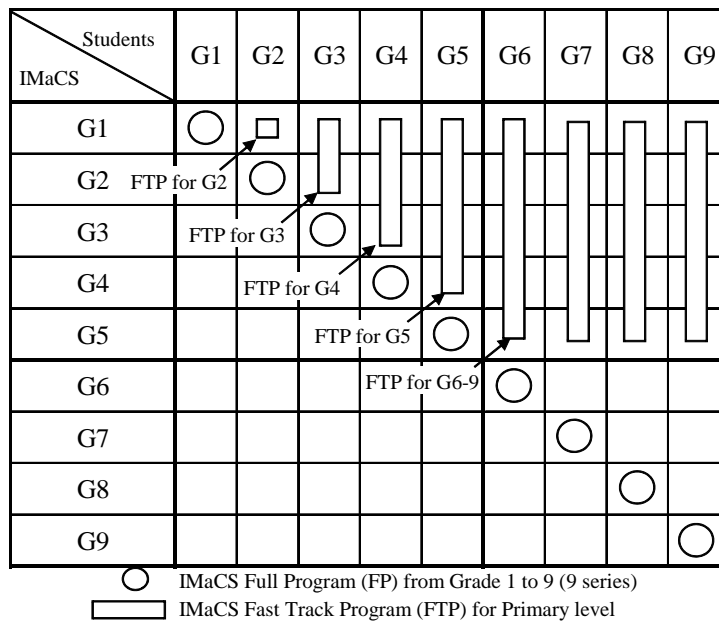 Students
IMaCS
G1 G2 G3 G4 G5 G6 G7 G8 G9
G1
FTP for G2
G2
FTP for G3
G3
FTP for G4
G4
FTP for G5
G5
FTP for G6-9
G6
G7
G8
G9
IMaCS Full Program (FP) from Grade 1 to 9 (9 series)
IMaCS Fast Track Program (FTP) for Primary level